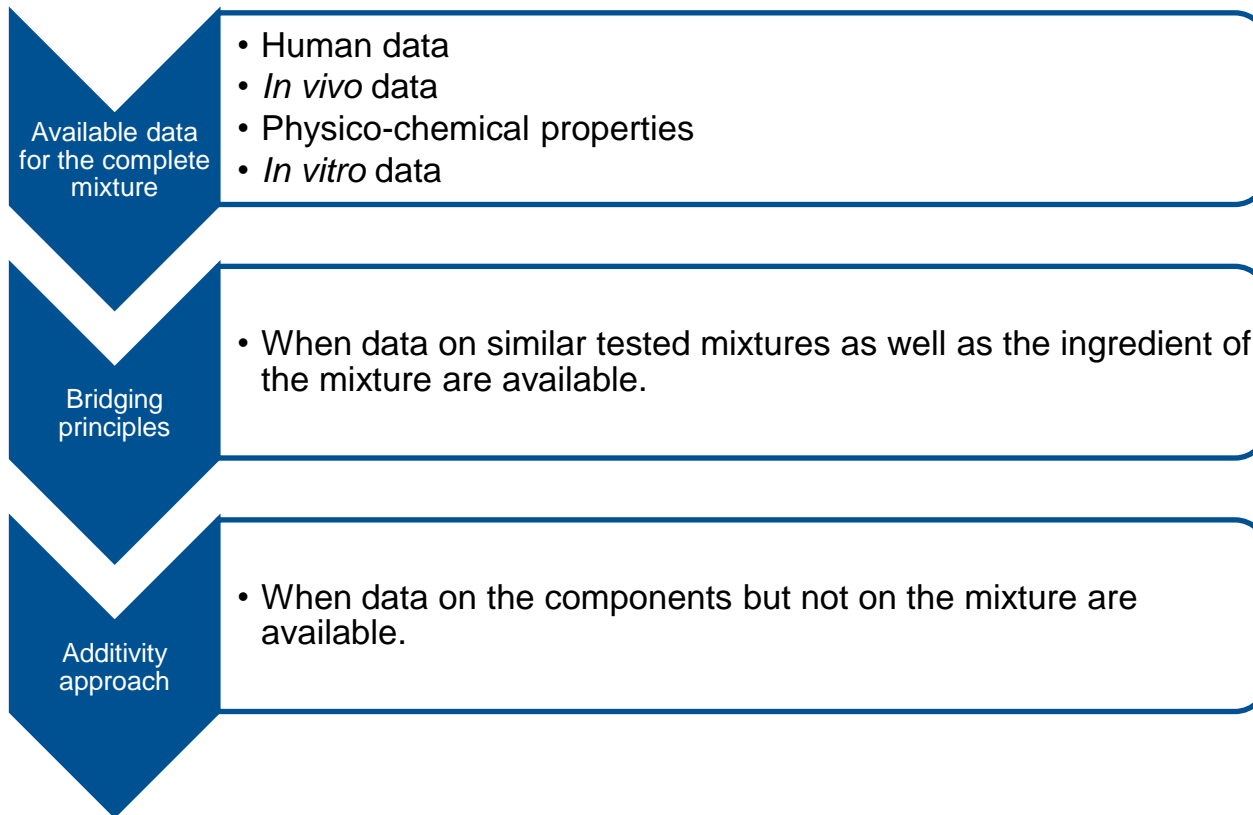 Available data
for the complete
mixture
• Human data
• In vivo data
• Physico-chemical properties
• In vitro data
Bridging
principles
• When data on similar tested mixtures as well as the ingredient of
the mixture are available.
Additivity
approach
• When data on the components but not on the mixture are
available.